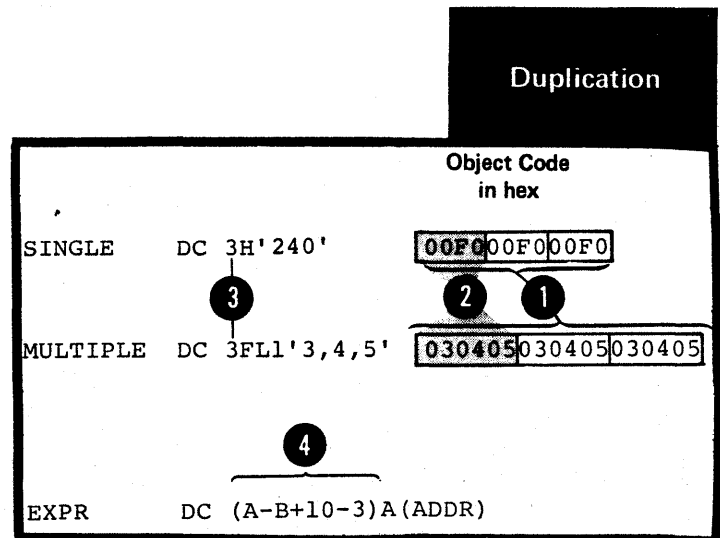 Duplication
Object Code
in hex
SINGLE DC 3H'240' 00F0 00F0 00F0
3 2 1
MULTIPLE DC 3FL1'3,4,5' 030405 030405 030405
4
EXPR DC (A-B+10-3)A(ADDR)